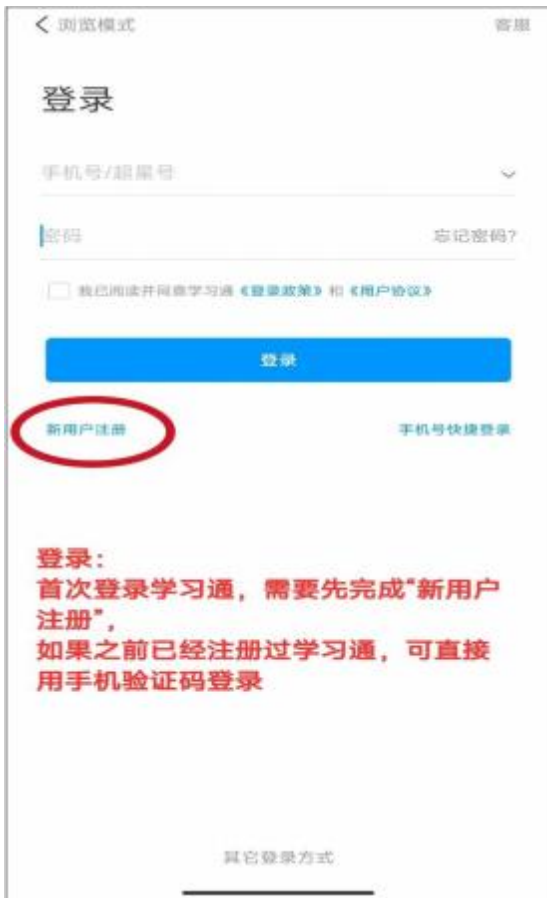 浏览模式 客服
登录
手机号/超星号
密码 忘记密码?
我已阅读并同意学习通《登录政策》和《用户协议》
登录
新用户注册 手机号快捷登录
登录：
首次登录学习通，需要先完成“新用户
注册”，
如果之前已经注册过学习通，可直接
用手机验证码登录
其它登录方式